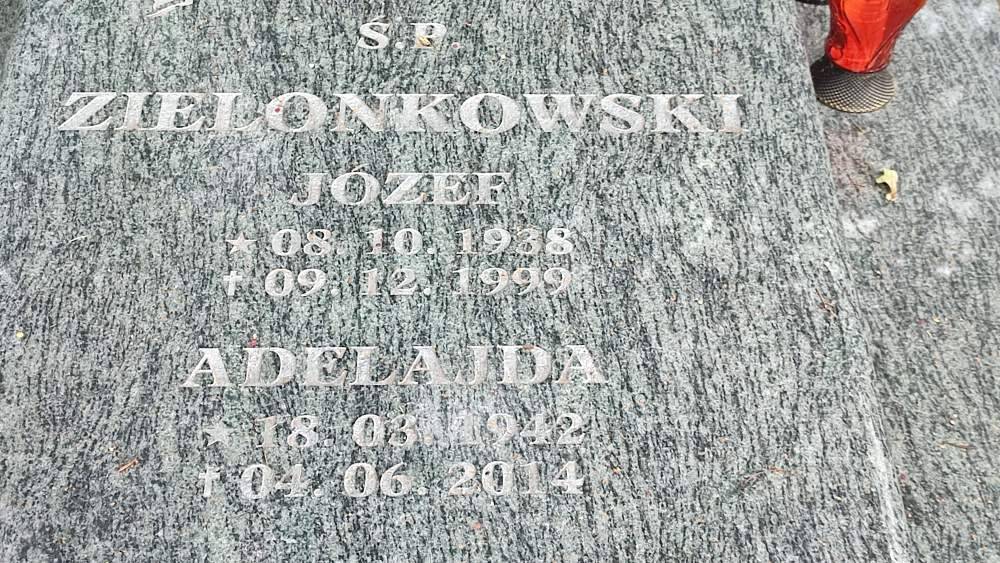 Ś.P.
ZIELONKOWSKI
JÓZEF
★ 08. 10. 1938
† 09. 12. 1999
ADELAJDA
★ 18. 03. 1942
† 04. 06. 2014